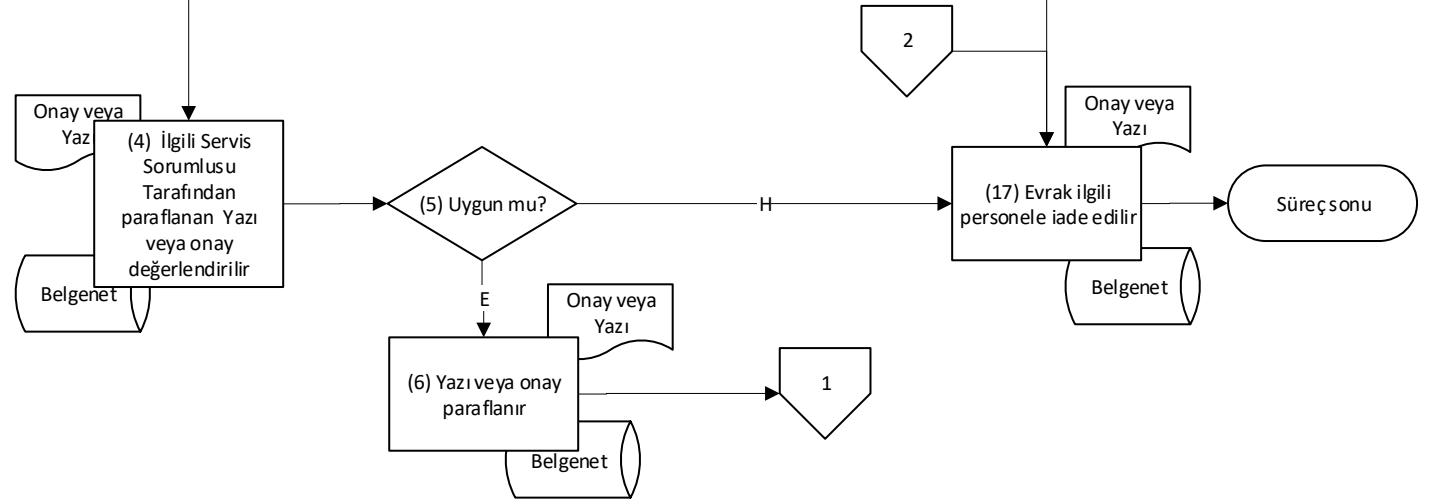 2
Onay veya
Yaz
(4) İlgili Servis
Sorumlusu
Tarafından
paraflanan Yazı
veya onay
değerlendirilir
Belgenet
(5) Uygun mu?
H
E
Onay veya
Yazı
(17) Evrak ilgili
personele iade edilir
Belgenet
Süreç sonu
Onay veya
Yazı
(6) Yazı veya onay
paraflanır
Belgenet
1